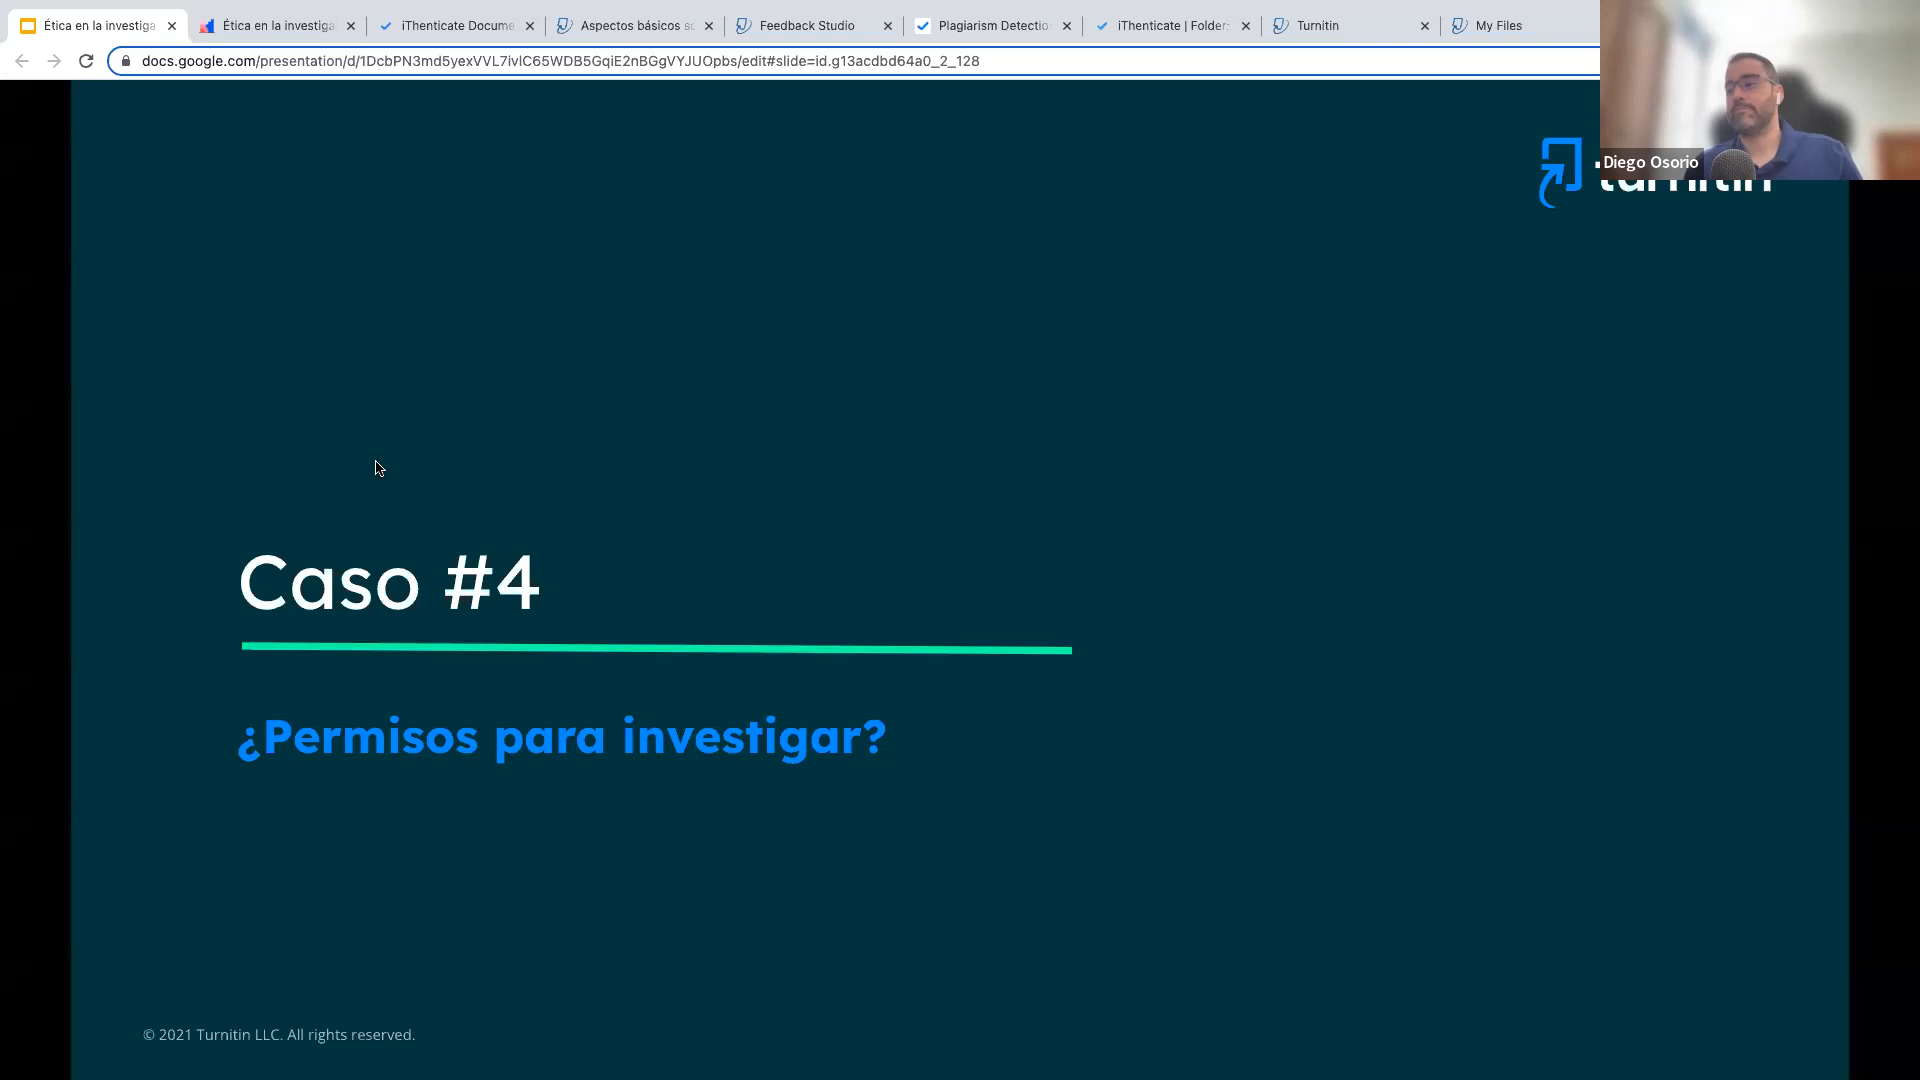 Ética en la investiga
Ética en la investiga
iThenticate Docume
Aspectos básicos so
Feedback Studio
Plagiarism Detectio
iThenticate | Folder
Turnitin
My Files
docs.google.com/presentation/d/1DcbPN3md5yexVVL7ivlC65WDB5GqiE2nBGgVYJUOpbs/edit#slide=id.g13acdbd64a0_2_128
Diego Osorio
turnitin
Caso #4
¿Permisos para investigar?
© 2021 Turnitin LLC. All rights reserved.